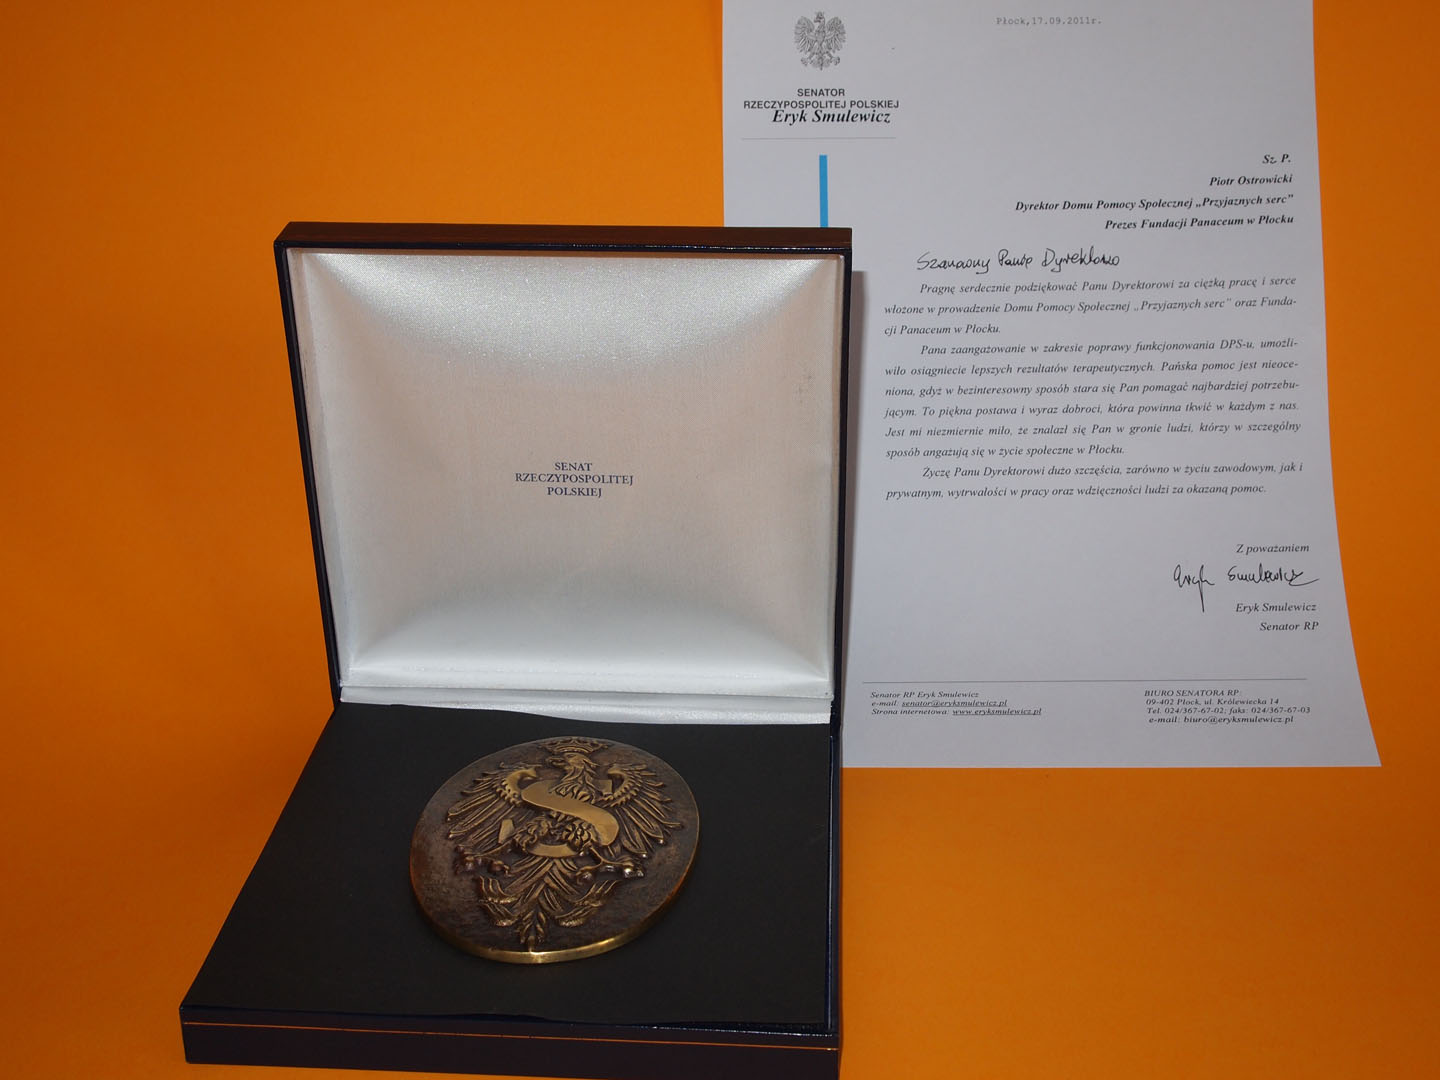 Płock,17.09.2011r.
SENATOR
RZECZYPOSPOLITEJ POLSKIEJ
Eryk Smulewicz
Sz. P.
Piotr Ostrowicki
Dyrektor Domu Pomocy Społecznej „Przyjaznych serc”
Prezes Fundacji Panaceum w Płocku
Szanowny Panie Dyrektorze
Pragnę serdecznie podziękować Panu Dyrektorowi za ciężką pracę i serce
włożone w prowadzenie Domu Pomocy Społecznej „Przyjaznych serc” oraz Funda-
cji Panaceum w Płocku.
Pana zaangażowanie w zakresie poprawy funkcjonowania DPS-u, umożli-
wiło osiągniecie lepszych rezultatów terapeutycznych. Pańska pomoc jest nieoce-
niona, gdyż w bezinteresowny sposób stara się Pan pomagać najbardziej potrzebu-
jącym. To piękna postawa i wyraz dobroci, która powinna tkwić w każdym z nas.
Jest mi niezmiernie miło, że znalazł się Pan w gronie ludzi, którzy w szczególny
sposób angażują się w życie społeczne w Płocku.
Życzę Panu Dyrektorowi dużo szczęścia, zarówno w życiu zawodowym, jak i
prywatnym, wytrwałości w pracy oraz wdzięczności ludzi za okazaną pomoc.
Z poważaniem
Eryk Smulewicz
Eryk Smulewicz
Senator RP
Senator RP Eryk Smulewicz
e-mail: senator@eryksmulewicz.pl
Strona internetowa: www.eryksmulewicz.pl
BIURO SENATORA RP:
09-402 Płock, ul. Królewiecka 14
Tel. 024/367-67-02; faks: 024/367-67-03
e-mail: biuro@eryksmulewicz.pl
SENAT
RZECZYPOSPOLITEJ
POLSKIEJ